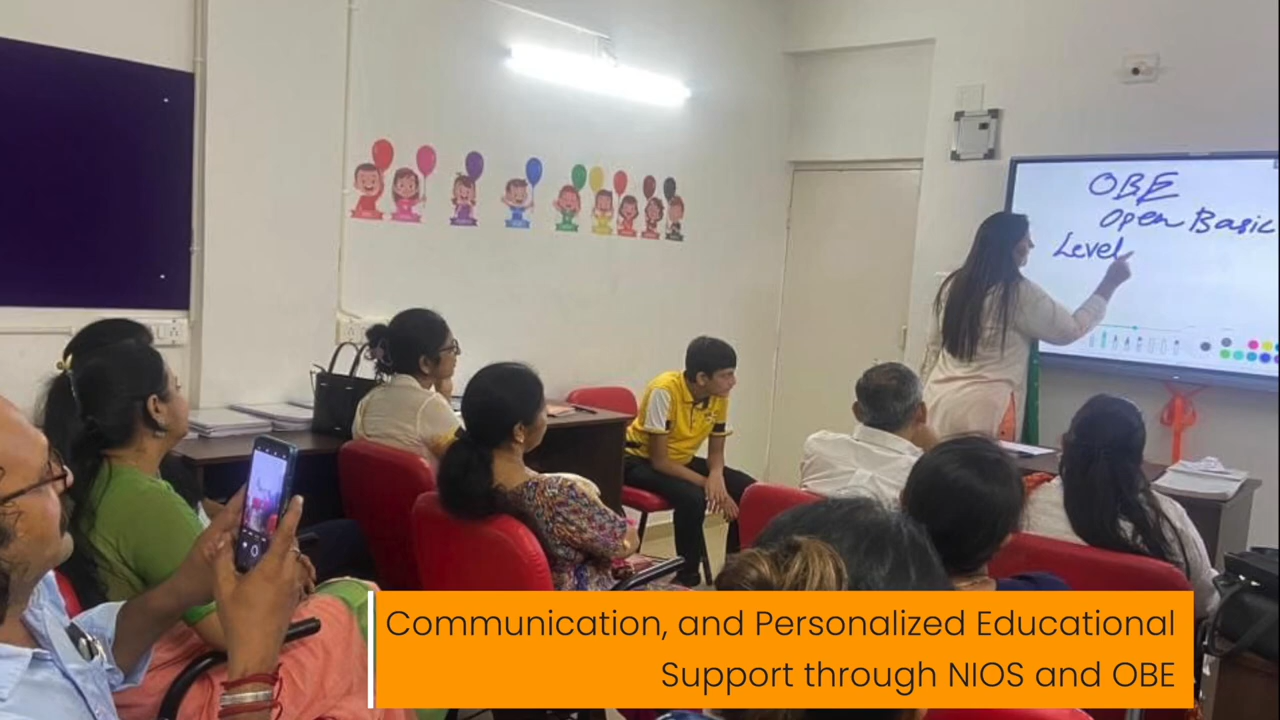 OBE
Open Basic
Level
Communication, and Personalized Educational
Support through NIOS and OBE